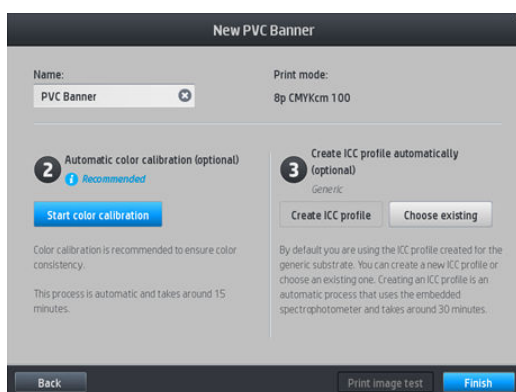 New PVC Banner
Name:
PVC Banner
Print mode:
8p CMYKcm 100
2
Automatic color calibration (optional)
i Recommended
Start color calibration
Color calibration is recommended to ensure color
consistency.
This process is automatic and takes around 15
minutes.
3
Create ICC profile automatically
(optional)
Generic
Create ICC profile
Choose existing
By default you are using the ICC profile created for the
generic substrate. You can create a new ICC profile or
choose an existing one. Creating an ICC profile is an
automatic process that uses the embedded
spectrophotometer and takes around 30 minutes.
Back
Print image test
Finish